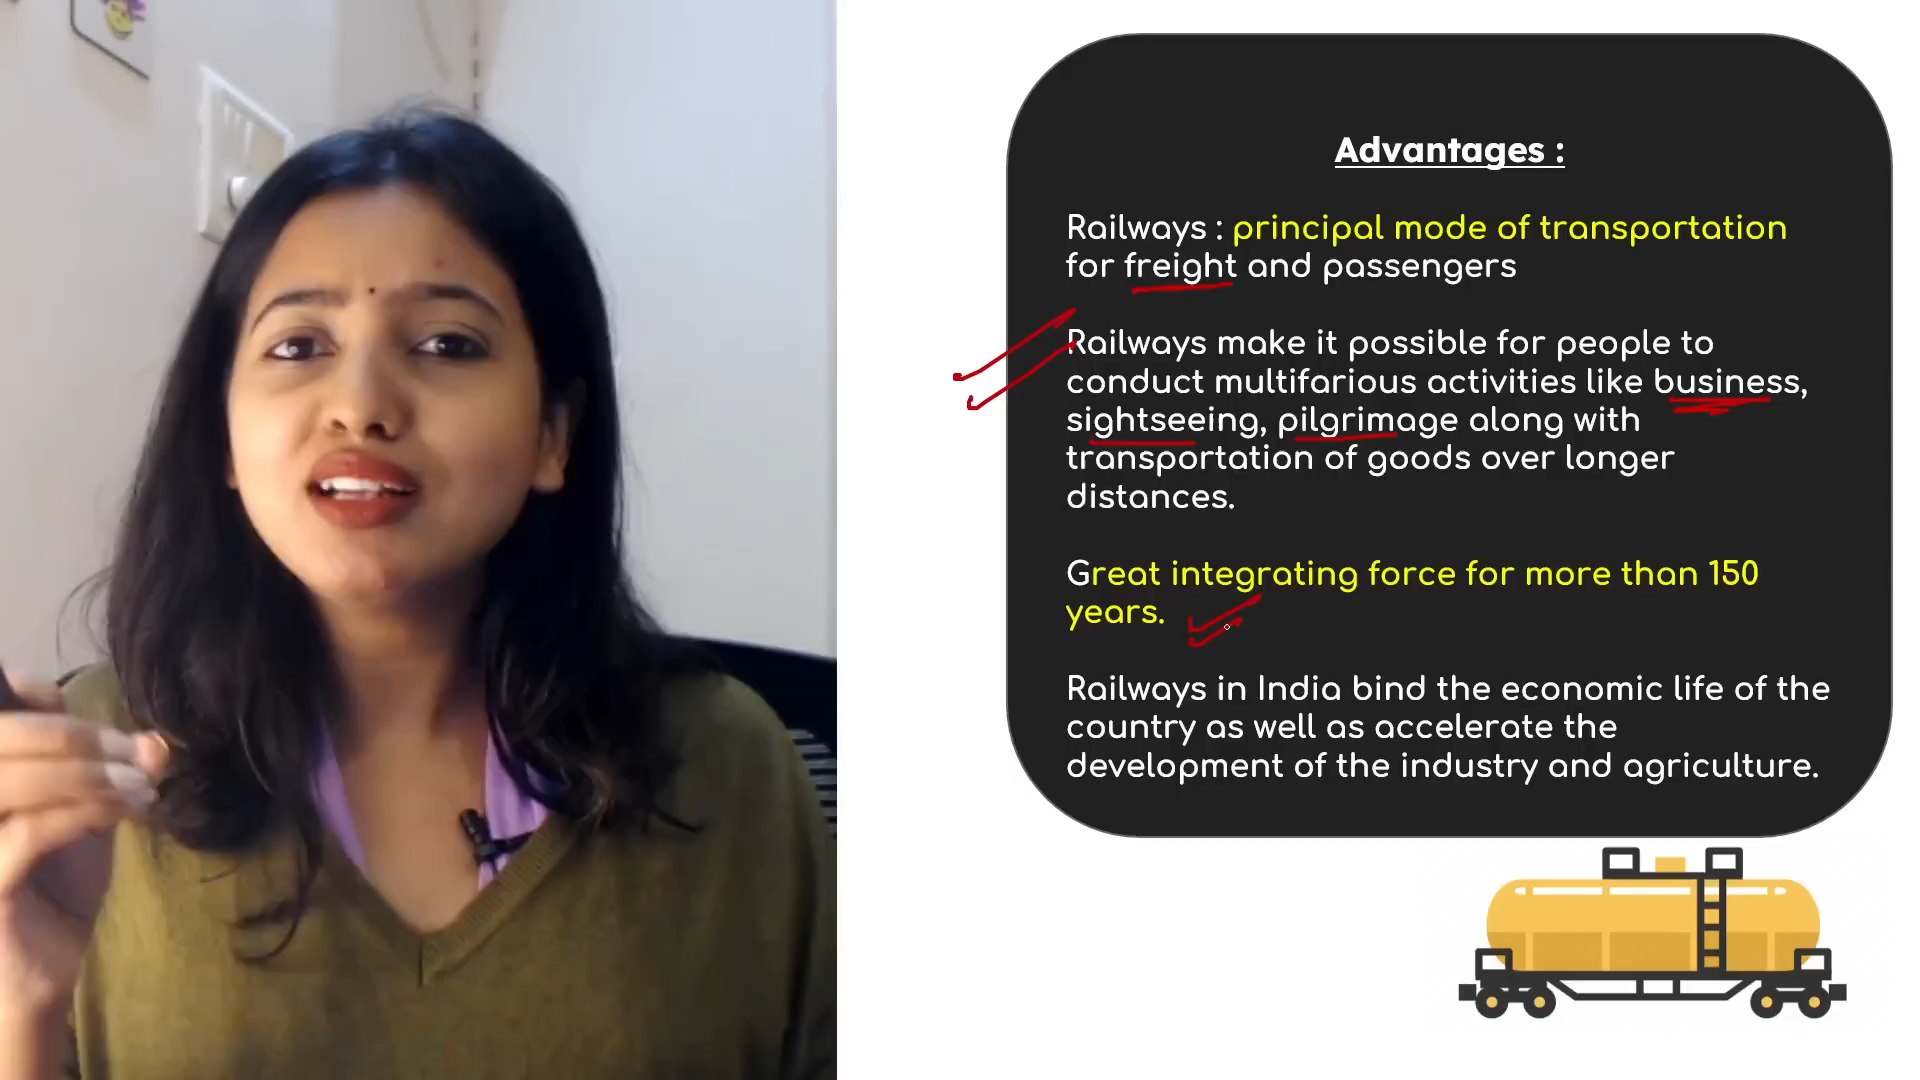 Advantages :
Railways : principal mode of transportation
for freight and passengers
Railways make it possible for people to
conduct multifarious activities like business,
sightseeing, pilgrimage along with
transportation of goods over longer
distances.
Great integrating force for more than 150
years.
Railways in India bind the economic life of the
country as well as accelerate the
development of the industry and agriculture.